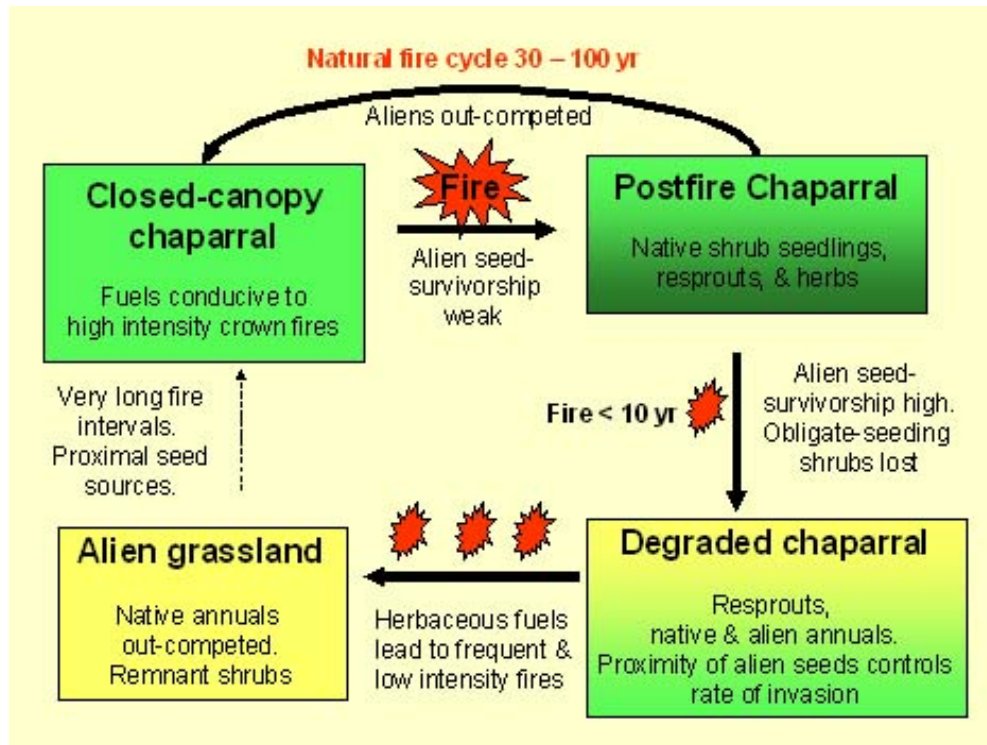 Natural fire cycle 30 – 100 yr
Aliens out-competed
Closed-canopy
chaparral
Fuels conducive to
high intensity crown fires
Fire
Alien seed-
survivorship
weak
Postfire Chaparral
Native shrub seedlings,
resprouts, & herbs
Very long fire
intervals.
Proximal seed
sources.
Fire < 10 yr
Alien seed-
survivorship high.
Obligate-seeding
shrubs lost
Alien grassland
Native annuals
out-competed.
Remnant shrubs
Herbaceous fuels
lead to frequent &
low intensity fires
Degraded chaparral
Resprouts,
native & alien annuals.
Proximity of alien seeds controls
rate of invasion